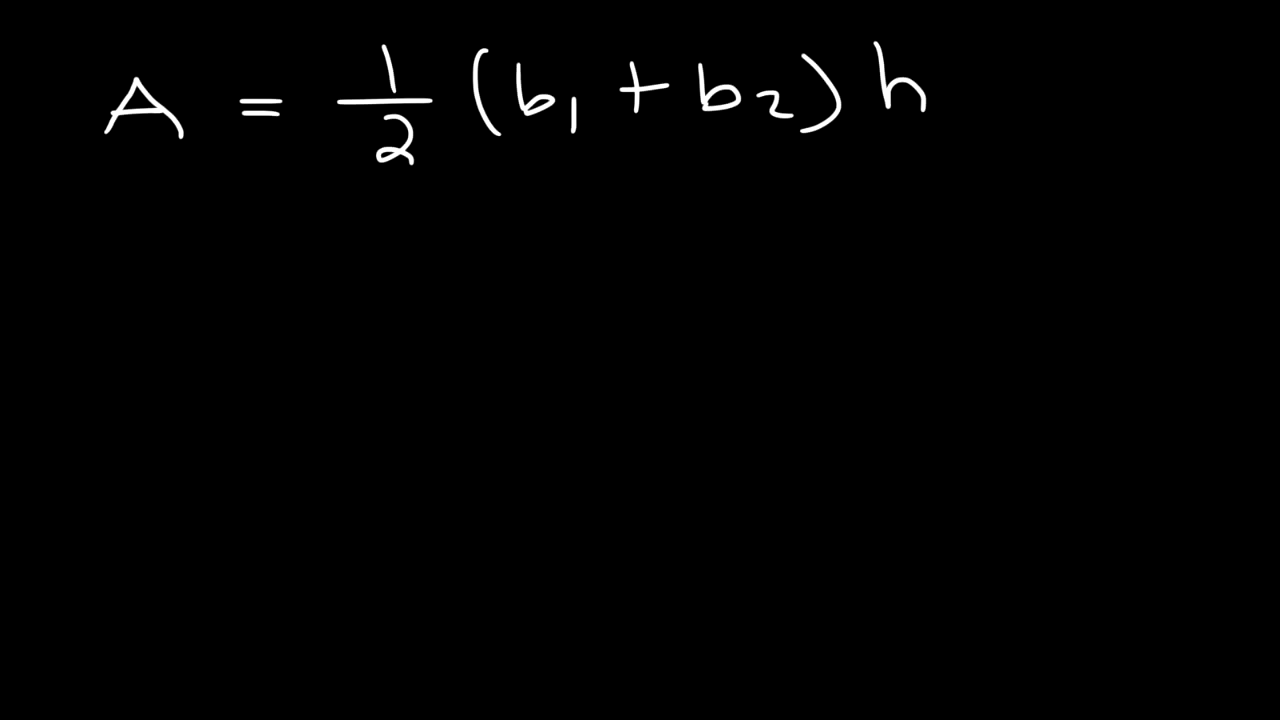 A = 1/2 (b₁ + b₂) h